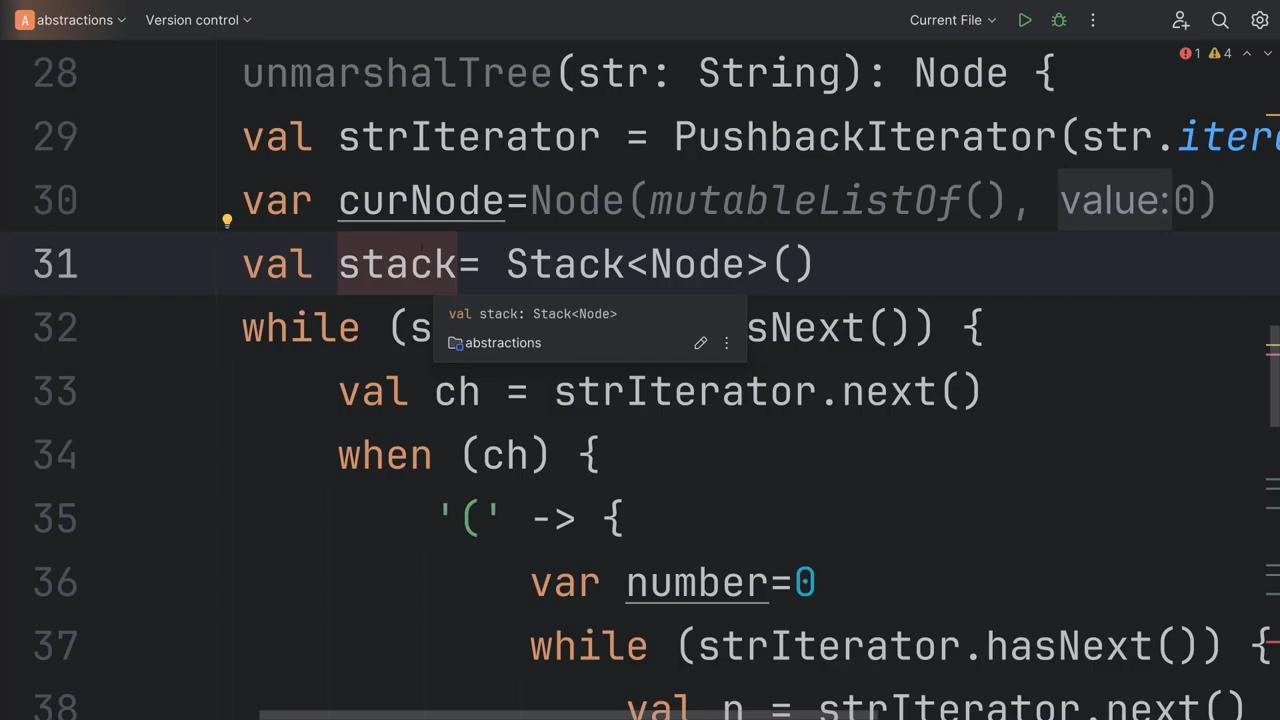 A abstractions Version control Current File
1 4
28 unmarshalTree(str: String): Node {
29 val strIterator = PushbackIterator(str.iter
30 var curNode=Node(mutableListOf(), value:0)
31 val stack= Stack<Node>()
val stack: Stack<Node>
32 while (s sNext()) {
abstractions
33 val ch = strIterator.next()
34 when (ch) {
35 '(' -> {
36 var number=0
37 while (strIterator.hasNext()) {
38 val n = strIterator.next()